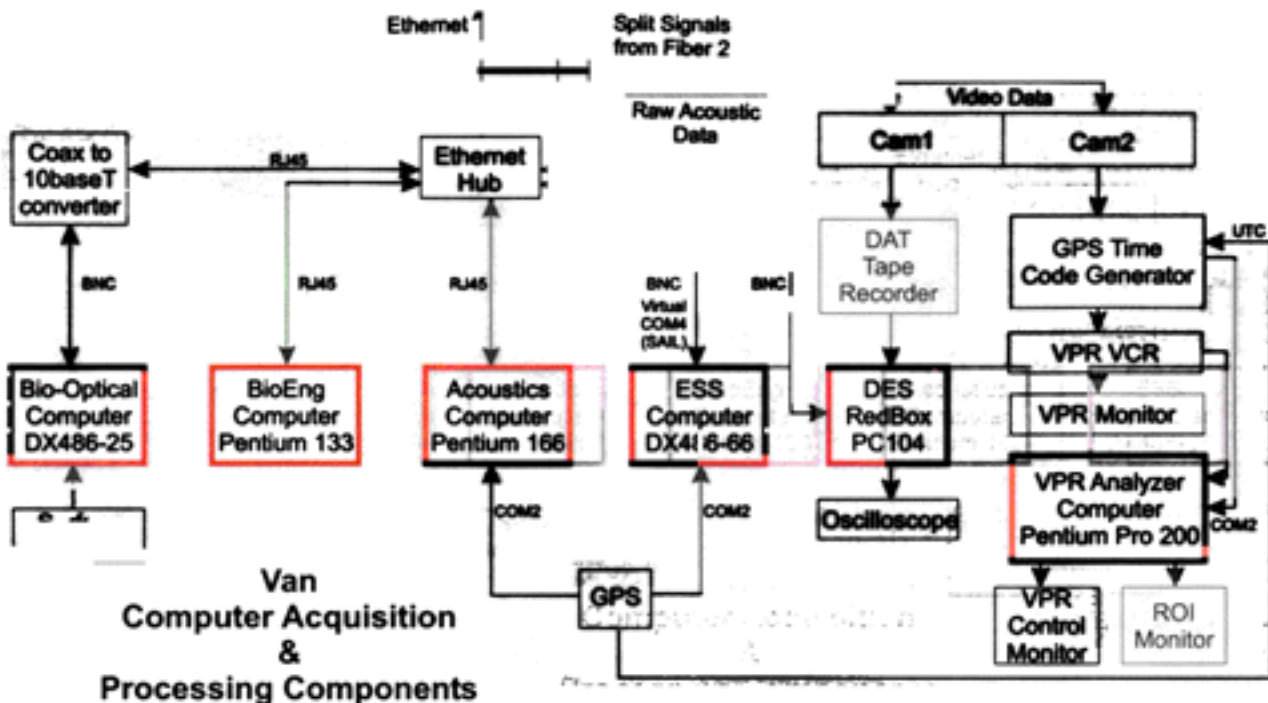 Ethernet
Split Signals
from Fiber 2
Raw Acoustic
Data
Video Data
Cam1
Cam2
Coax to
10baseT
converter
RJ45
Ethernet
Hub
DAT
Tape
Recorder
GPS Time
Code Generator
UTC
BNC
RJ45
RJ45
BNC
Virtual
COM4
(SAIL)
BNC
VPR VCR
VPR Monitor
Bio-Optical
Computer
DX486-25
BioEng
Computer
Pentium 133
Acoustics
Computer
Pentium 166
ESS
Computer
DX486-66
DES
RedBox
PC104
VPR Analyzer
Computer
Pentium Pro 200
COM2
COM2
COM2
Oscilloscope
GPS
VPR
Control
Monitor
ROI
Monitor
Van
Computer Acquisition
&
Processing Components